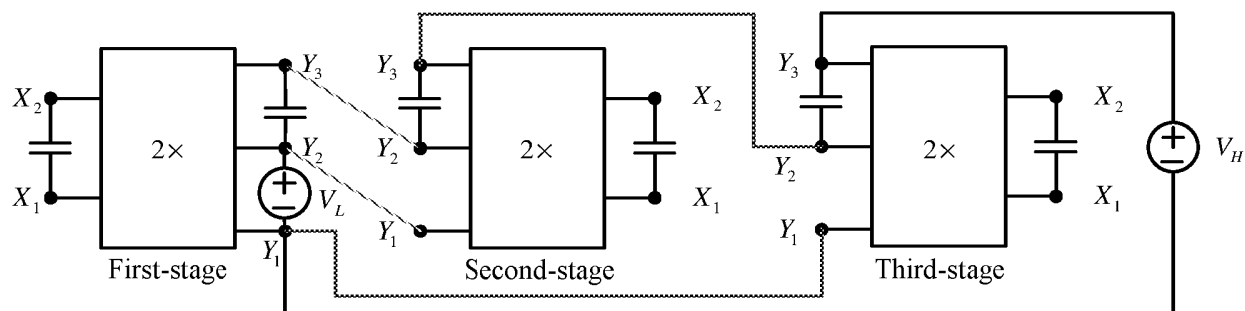 X₂
X₁
2×
Y₃
Y₂
V_L
Y₁
First-stage
Y₃
Y₂
Y₁
2×
X₂
X₁
Second-stage
Y₃
Y₂
Y₁
2×
X₂
X₁
Third-stage
V_H